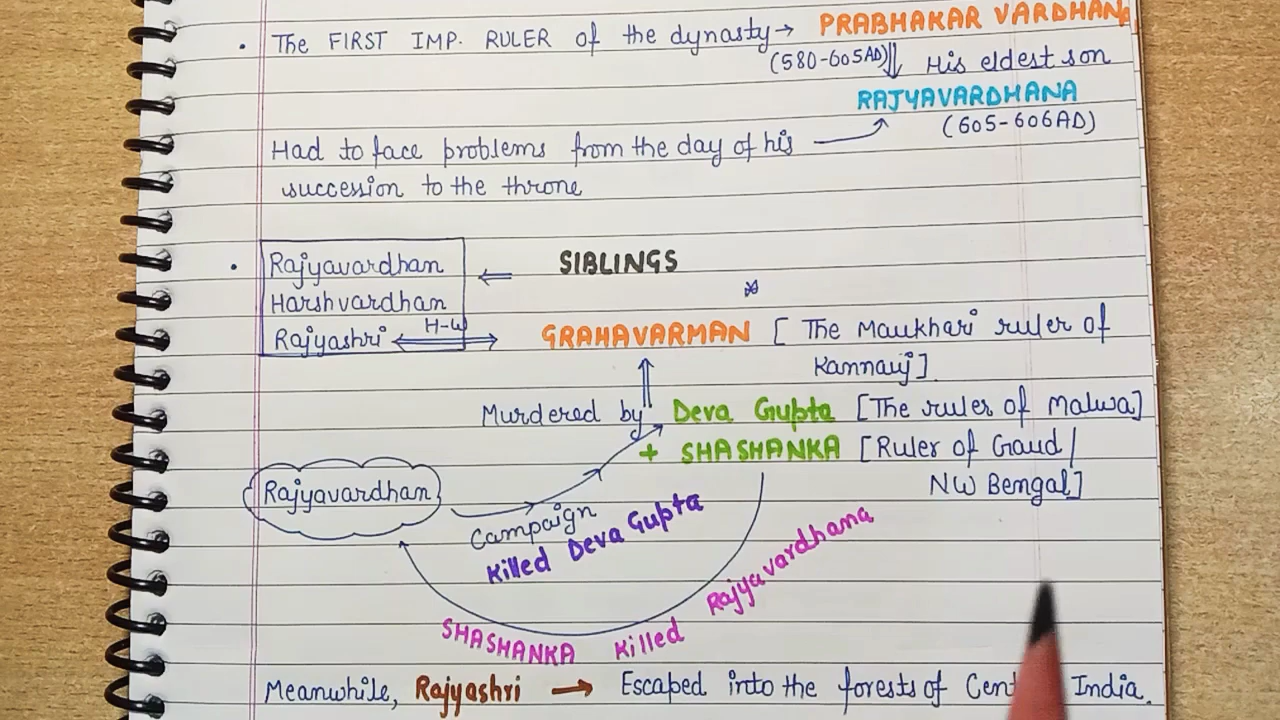 • The FIRST IMP. RULER of the dynasty → PRABHAKAR VARDHAN
(580-605AD) ⇓ His eldest son
RAJYAVARDHANA
(605-606AD)
Had to face problems from the day of his →
succession to the throne
• Rajyavardhan ⇐ SIBLINGS
Harshvardhan
Rajyashri ⟺ H-W GRAHAVARMAN [The Maukhari ruler of
Kannauj]
Murdered by Deva Gupta [The ruler of Malwa]
+ SHASHANKA [Ruler of Gaud/
NW Bengal]
Rajyavardhan
Campaign
Killed Deva Gupta
SHASHANKA Killed Rajyavardhana
Meanwhile, Rajyashri → Escaped into the forests of Cent India.